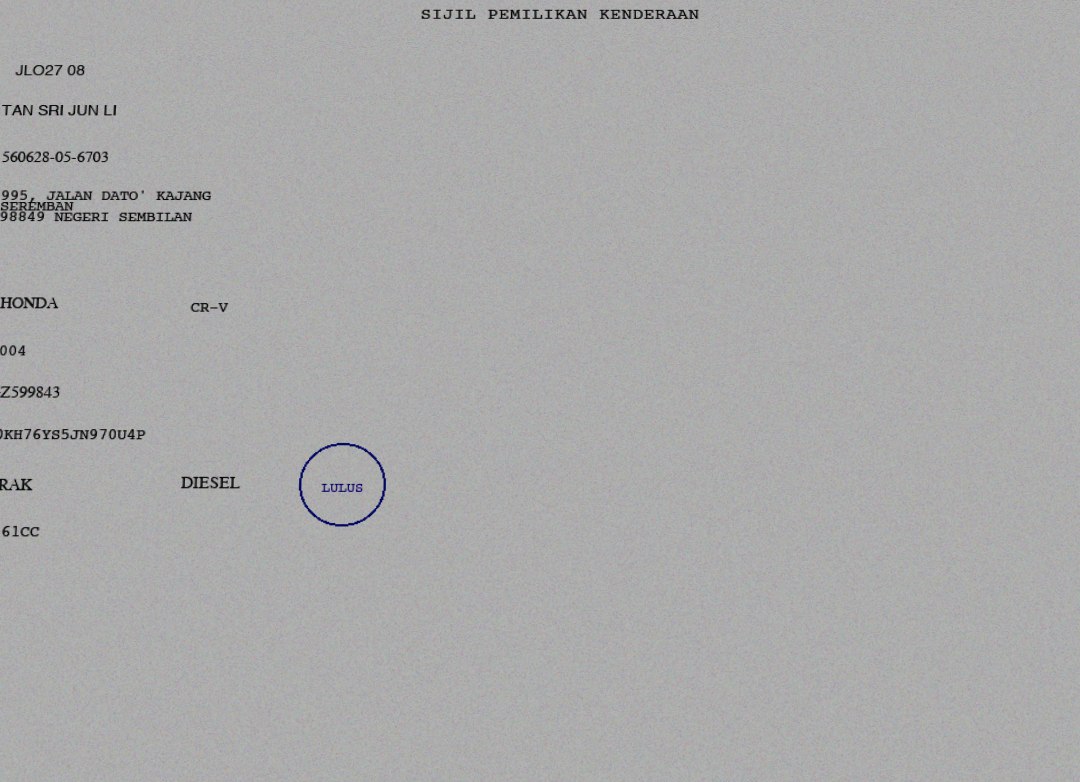 SIJIL PEMILIKAN KENDERAAN
JLO27 08
TAN SRI JUN LI
560628-05-6703
995, JALAN DATO' KAJANG
SEREMBAN
98849 NEGERI SEMBILAN
HONDA CR-V
004
Z599843
0KH76YS5JN970U4P
RAK DIESEL
LULUS
61CC